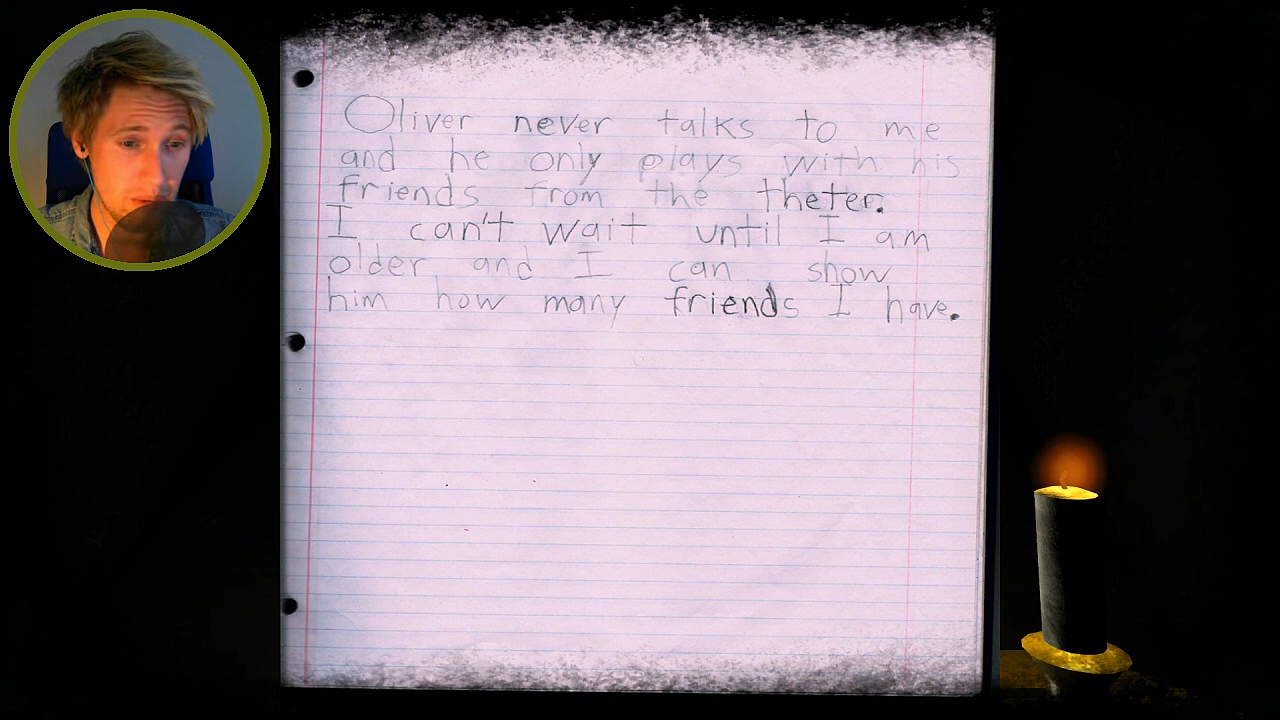 Oliver never talks to me
and he only plays with his
friends from the theter.
I can't wait until I am
older and I can show
him how many friends I have.